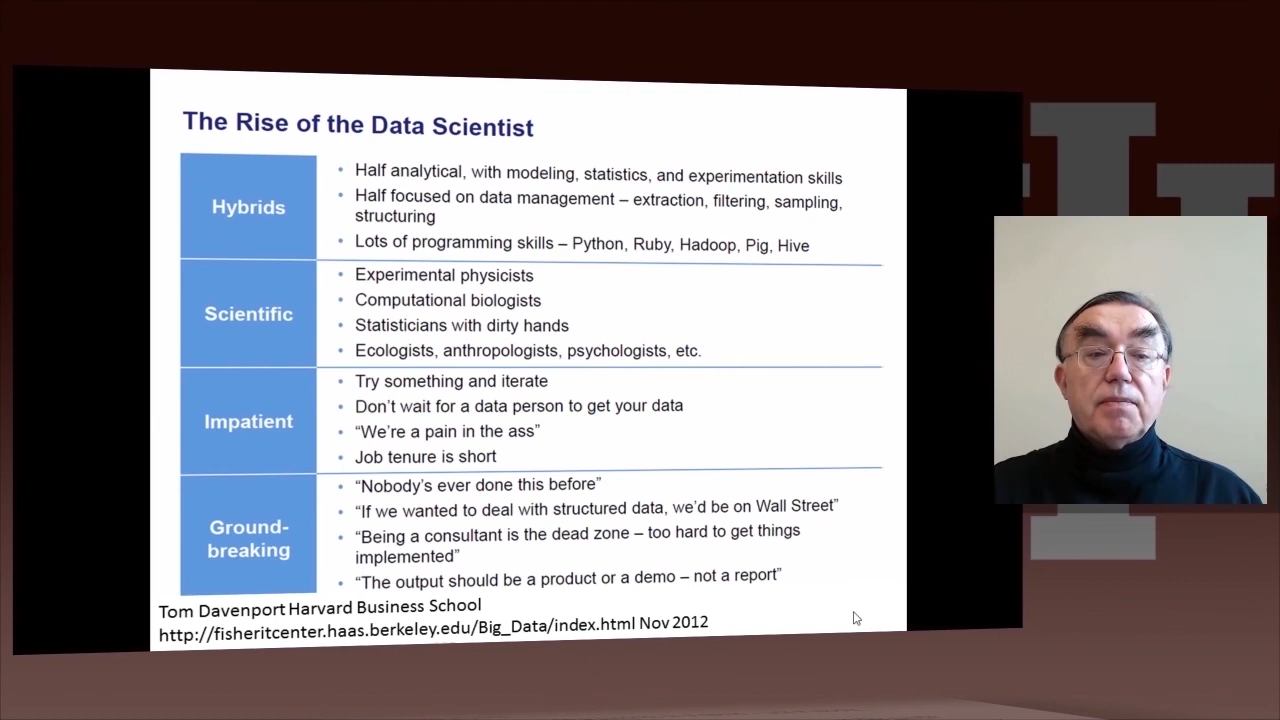 The Rise of the Data Scientist
Hybrids
• Half analytical, with modeling, statistics, and experimentation skills
• Half focused on data management – extraction, filtering, sampling,
structuring
• Lots of programming skills – Python, Ruby, Hadoop, Pig, Hive
Scientific
• Experimental physicists
• Computational biologists
• Statisticians with dirty hands
• Ecologists, anthropologists, psychologists, etc.
Impatient
• Try something and iterate
• Don’t wait for a data person to get your data
• “We’re a pain in the ass”
• Job tenure is short
Ground-
breaking
• “Nobody’s ever done this before”
• “If we wanted to deal with structured data, we’d be on Wall Street”
• “Being a consultant is the dead zone – too hard to get things
implemented”
• “The output should be a product or a demo – not a report”
Tom Davenport Harvard Business School
http://fisheritcenter.haas.berkeley.edu/Big_Data/index.html Nov 2012